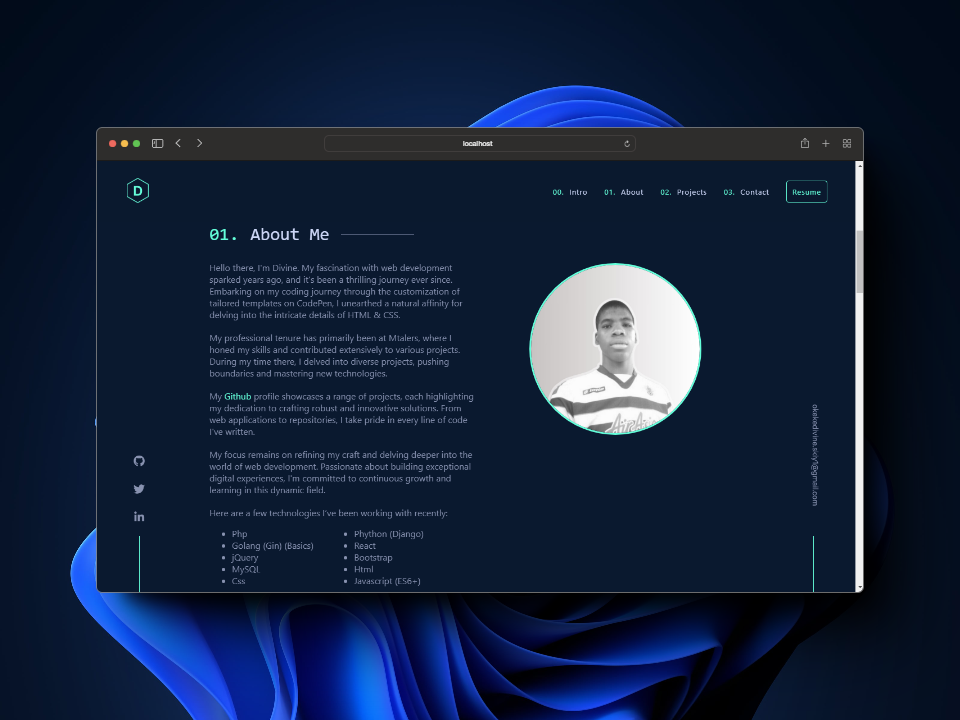 localhost
D
00. Intro
01. About
02. Projects
03. Contact
Resume
01. About Me
Hello there, I'm Divine. My fascination with web development
sparked years ago, and it's been a thrilling journey ever since.
Embarking on my coding journey through the customization of
tailored templates on CodePen, I unearthed a natural affinity for
delving into the intricate details of HTML & CSS.
My professional tenure has primarily been at Mtalers, where I
honed my skills and contributed extensively to various projects.
During my time there, I delved into diverse projects, pushing
boundaries and mastering new technologies.
My Github profile showcases a range of projects, each highlighting
my dedication to crafting robust and innovative solutions. From
web applications to repositories, I take pride in every line of code
I've written.
My focus remains on refining my craft and delving deeper into the
world of web development. Passionate about building exceptional
digital experiences, I'm committed to continuous growth and
learning in this dynamic field.
Here are a few technologies I've been working with recently:
Php
Golang (Gin) (Basics)
jQuery
MySQL
Css
Phython (Django)
React
Bootstrap
Html
Javascript (ES6+)